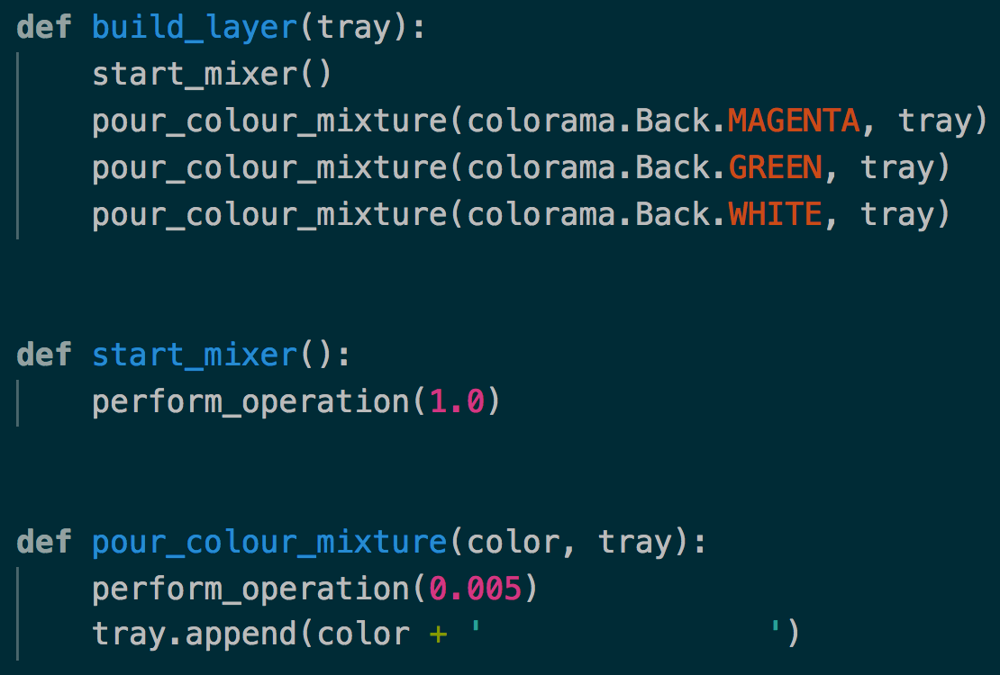 def build_layer(tray):
    start_mixer()
    pour_colour_mixture(colorama.Back.MAGENTA, tray)
    pour_colour_mixture(colorama.Back.GREEN, tray)
    pour_colour_mixture(colorama.Back.WHITE, tray)
def start_mixer():
    perform_operation(1.0)
def pour_colour_mixture(color, tray):
    perform_operation(0.005)
    tray.append(color + '               ')